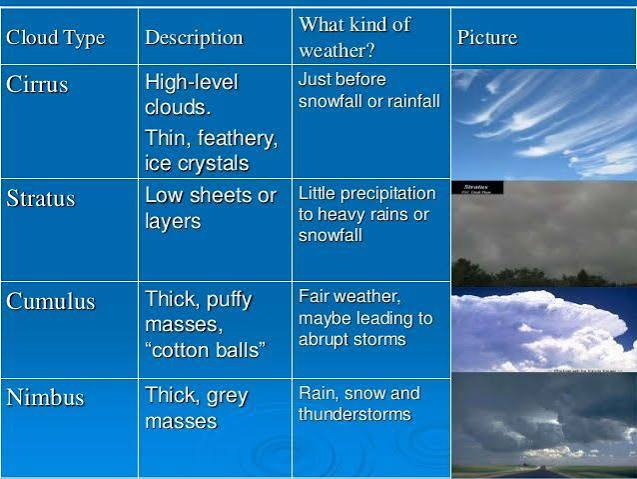 Cloud Type
Description
What kind of
weather?
Picture
Cirrus
High-level
clouds.
Thin, feathery,
ice crystals
Just before
snowfall or rainfall
Stratus
Low sheets or
layers
Little precipitation
to heavy rains or
snowfall
Stratus
Cumulus
Thick, puffy
masses,
“cotton balls”
Fair weather,
maybe leading to
abrupt storms
Nimbus
Thick, grey
masses
Rain, snow and
thunderstorms